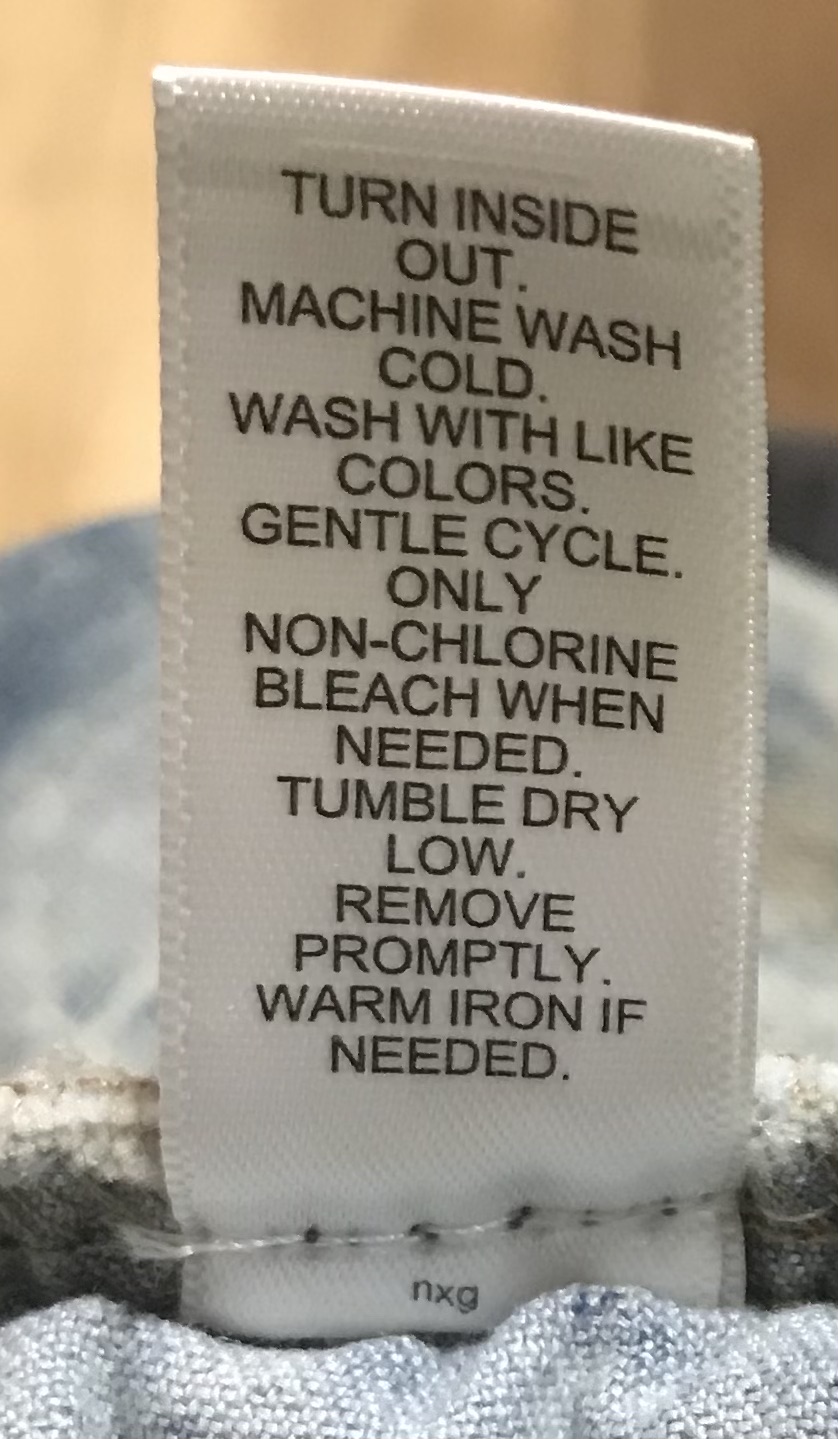 TURN INSIDE
OUT.
MACHINE WASH
COLD.
WASH WITH LIKE
COLORS.
GENTLE CYCLE.
ONLY
NON-CHLORINE
BLEACH WHEN
NEEDED.
TUMBLE DRY
LOW.
REMOVE
PROMPTLY.
WARM IRON IF
NEEDED.
nxg